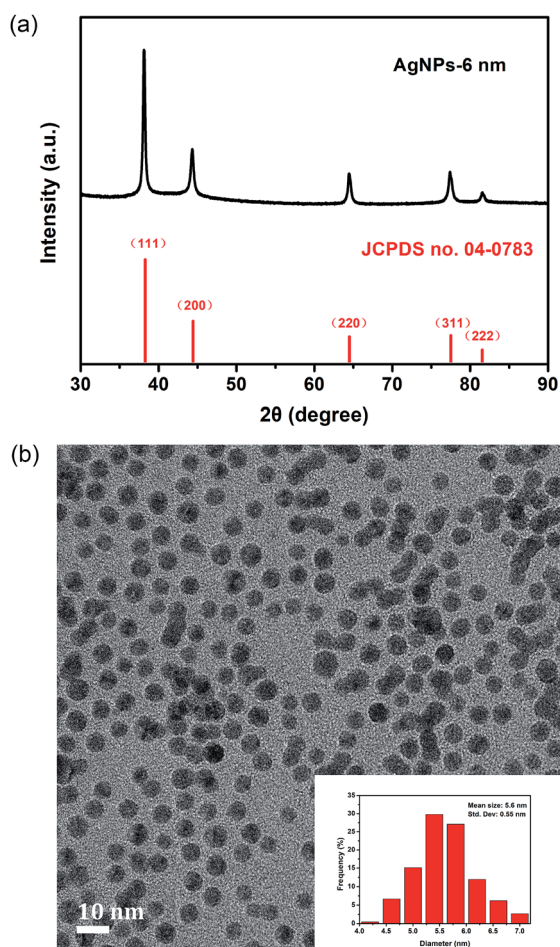 (a)
AgNPs-6 nm
Intensity (a.u.)
JCPDS no. 04-0783
（111）
（200）
（220）
（311）
（222）
30 40 50 60 70 80 90
2θ (degree)
(b)
10 nm
Mean size: 5.6 nm
Std. Dev: 0.55 nm
Frequency (%)
35
30
25
20
15
10
5
0
4.0 4.5 5.0 5.5 6.0 6.5 7.0
Diameter (nm)